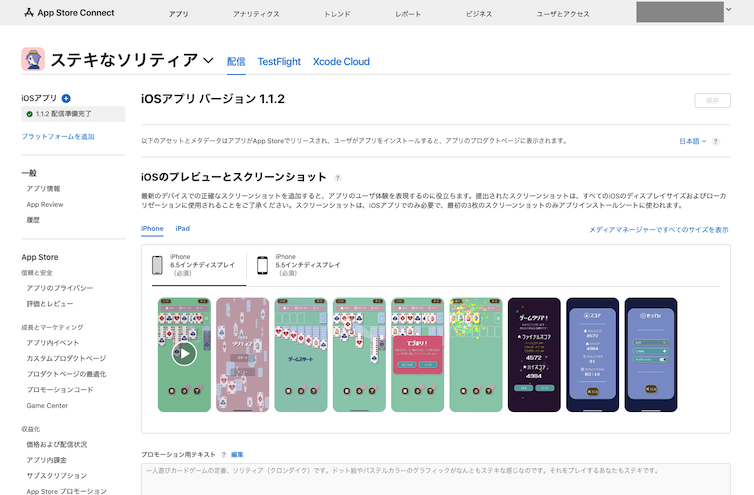 App Store Connect
アプリ
アナリティクス
トレンド
レポート
ビジネス
ユーザとアクセス
ステキなソリティア
配信
TestFlight
Xcode Cloud
iOSアプリ
1.1.2 配信準備完了
プラットフォームを追加
一般
アプリ情報
App Review
履歴
App Store
信頼と安全
アプリのプライバシー
評価とレビュー
成長とマーケティング
アプリ内イベント
カスタムプロダクトページ
プロダクトページの最適化
プロモーションコード
Game Center
収益化
価格および配信状況
アプリ内課金
サブスクリプション
App Store プロモーション
iOSアプリ バージョン 1.1.2
保存
以下のアセットとメタデータはアプリがApp Storeでリリースされ、ユーザがアプリをインストールすると、アプリのプロダクトページに表示されます。
日本語 ?
iOSのプレビューとスクリーンショット ?
最新のデバイスでの正確なスクリーンショットを追加すると、アプリのユーザ体験を表現するのに役立ちます。提出されたスクリーンショットは、すべてのiOSのディスプレイサイズおよびローカ
リゼーションに使用されることをご了承ください。スクリーンショットは、iOSアプリでのみ必要で、最初の3枚のスクリーンショットのみアプリインストールシートに使われます。
iPhone
iPad
メディアマネージャーですべてのサイズを表示
iPhone
6.5インチディスプレイ
(必須)
iPhone
5.5インチディスプレイ
(必須)
ソリティア
ゲームスタート
てづまり!
ゲームクリア!
ファイナルスコア
4572
ハイスコア
4984
スコア
4572
4984
31
02:14
プロモーション用テキスト ? 編集
一人遊びカードゲームの定番、ソリティア（クロンダイク）です。ドット絵やパステルカラーのグラフィックがなんともステキな感じなのです。それをプレイするあなたもステキです。